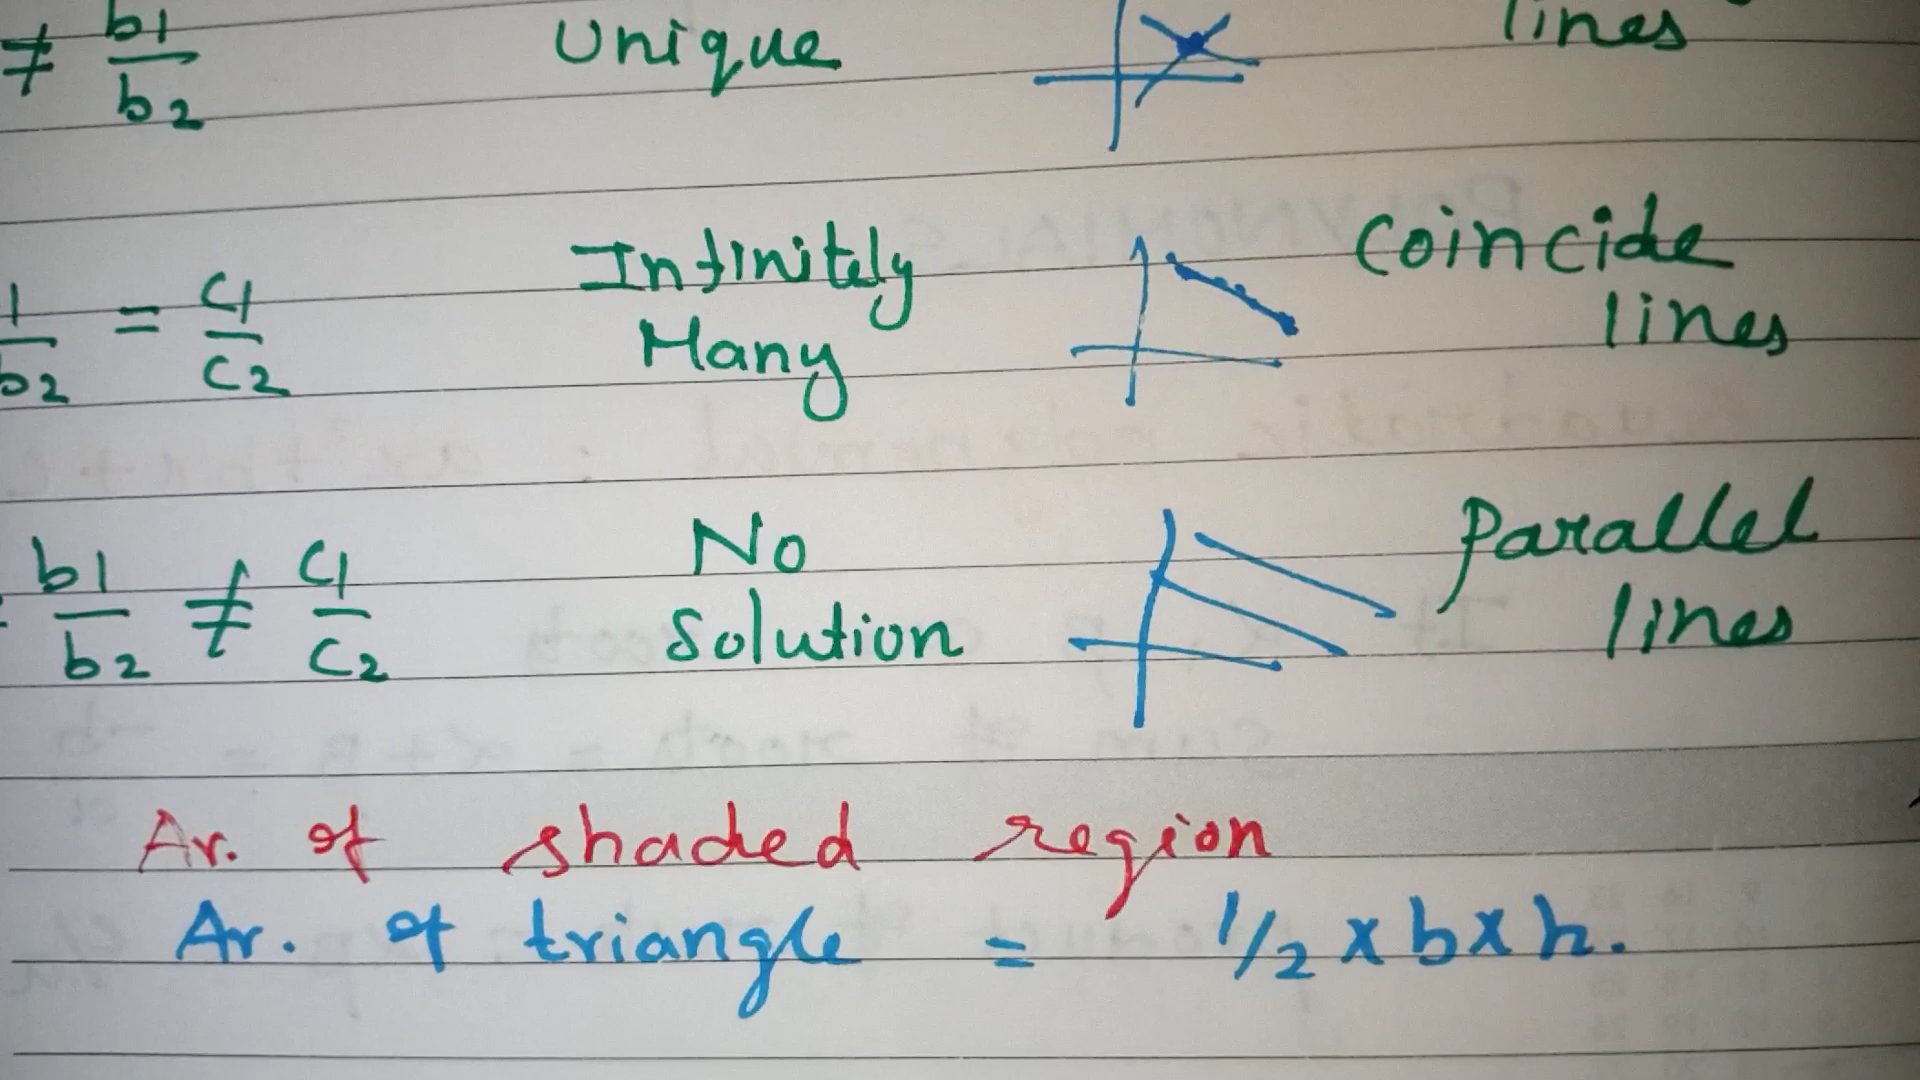 ≠ b1/b2 Unique lines
1/b2 = C1/C2 Infinitely Many Coincide lines
b1/b2 ≠ C1/C2 No Solution Parallel lines
Ar. of shaded region
Ar. of triangle = 1/2 x b x h.